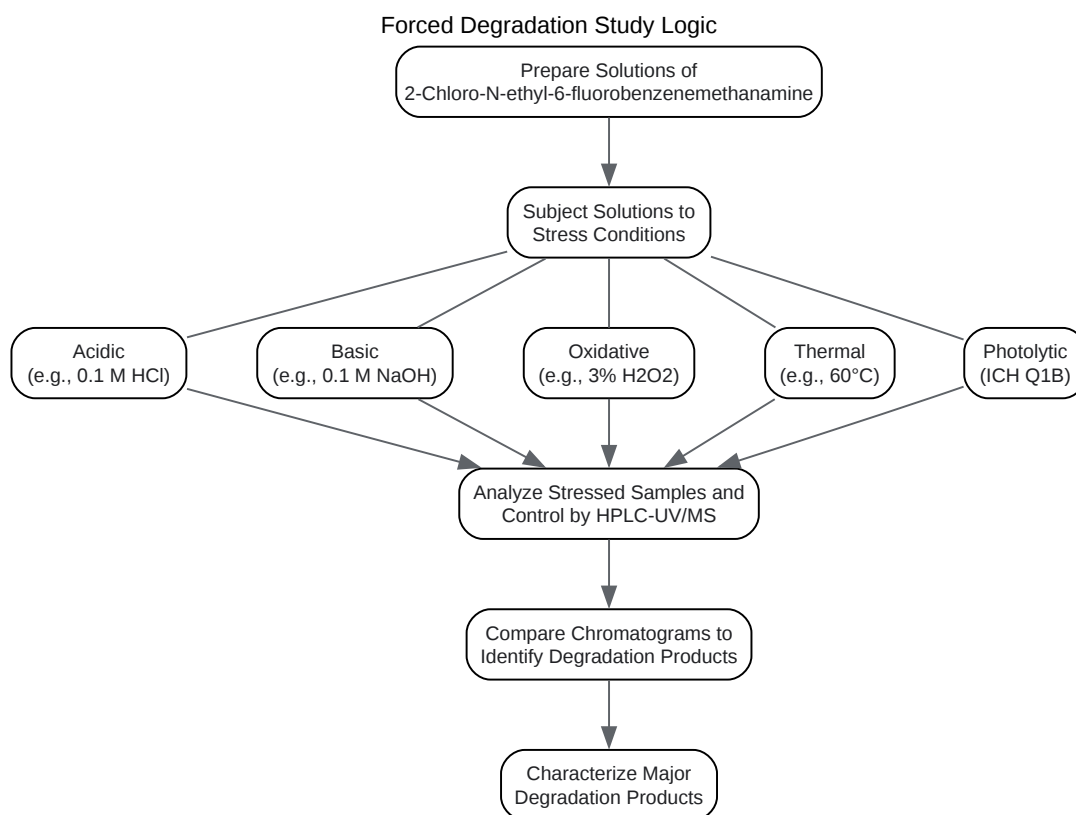 Forced Degradation Study Logic
Prepare Solutions of
2-Chloro-N-ethyl-6-fluorobenzenemethanamine
Subject Solutions to
Stress Conditions
Acidic
(e.g., 0.1 M HCl)
Basic
(e.g., 0.1 M NaOH)
Oxidative
(e.g., 3% H2O2)
Thermal
(e.g., 60°C)
Photolytic
(ICH Q1B)
Analyze Stressed Samples and
Control by HPLC-UV/MS
Compare Chromatograms to
Identify Degradation Products
Characterize Major
Degradation Products